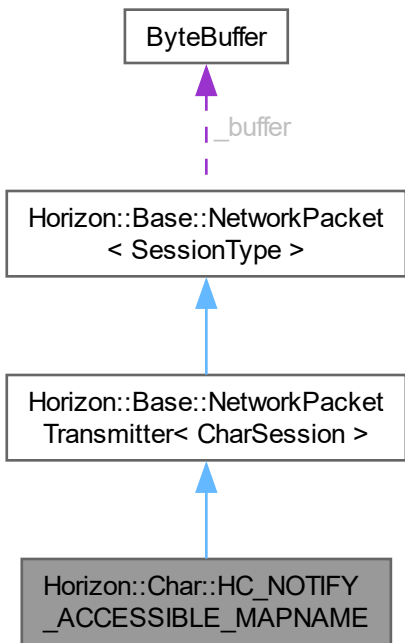 ByteBuffer
_buffer
Horizon::Base::NetworkPacket
< SessionType >
Horizon::Base::NetworkPacket
Transmitter< CharSession >
Horizon::Char::HC_NOTIFY
_ACCESSIBLE_MAPNAME